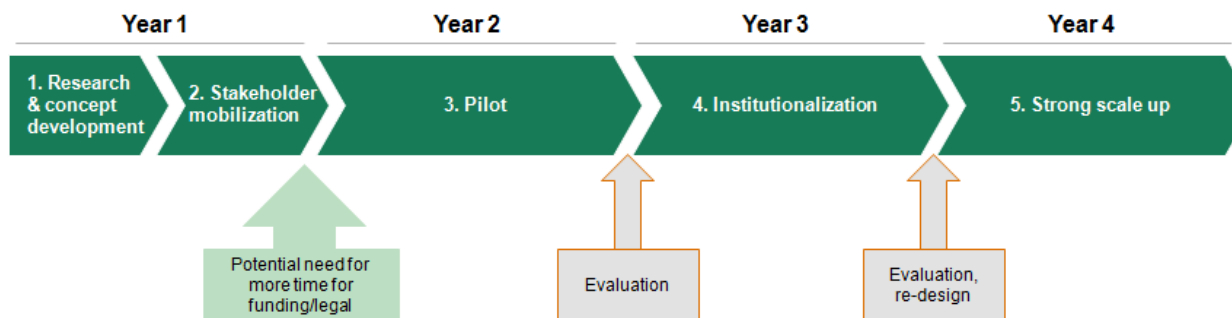 Year 1
Year 2
Year 3
Year 4
1. Research
& concept
development
2. Stakeholder
mobilization
3. Pilot
4. Institutionalization
5. Strong scale up
Potential need for
more time for
funding/legal
Evaluation
Evaluation,
re-design